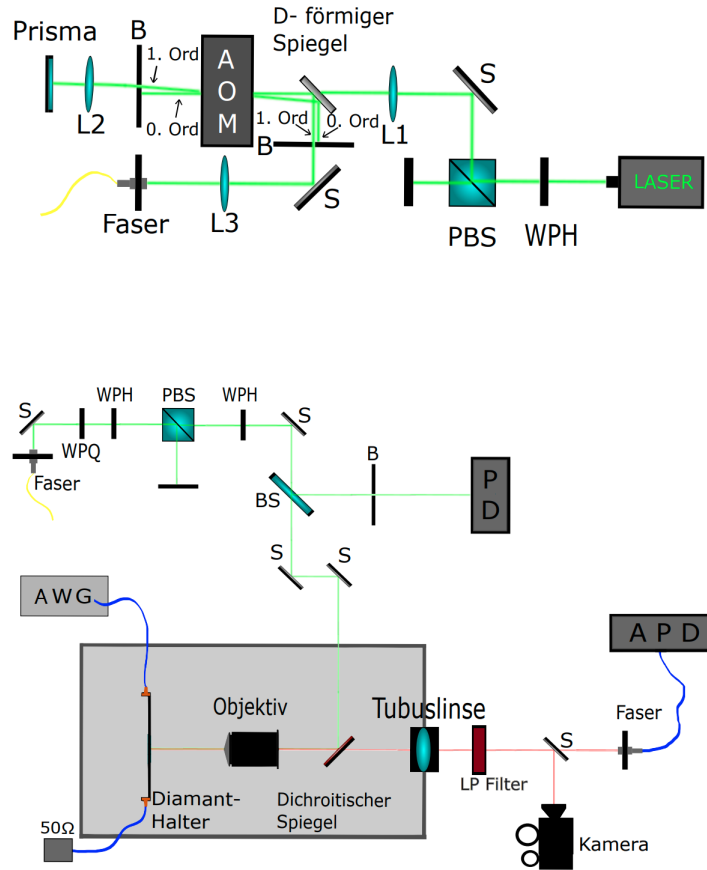 D- förmiger
Spiegel
Prisma
B
1. Ord
A
O
M
S
L2
0. Ord
1. Ord
0. Ord
L1
B
LASER
S
Faser
L3
PBS
WPH
WPH
PBS
WPH
S
S
WPQ
Faser
B
P
D
BS
S
S
AWG
A P D
Objektiv
Tubuslinse
Faser
S
LP Filter
Diamant-
Halter
Dichroitischer
Spiegel
50Ω
Kamera